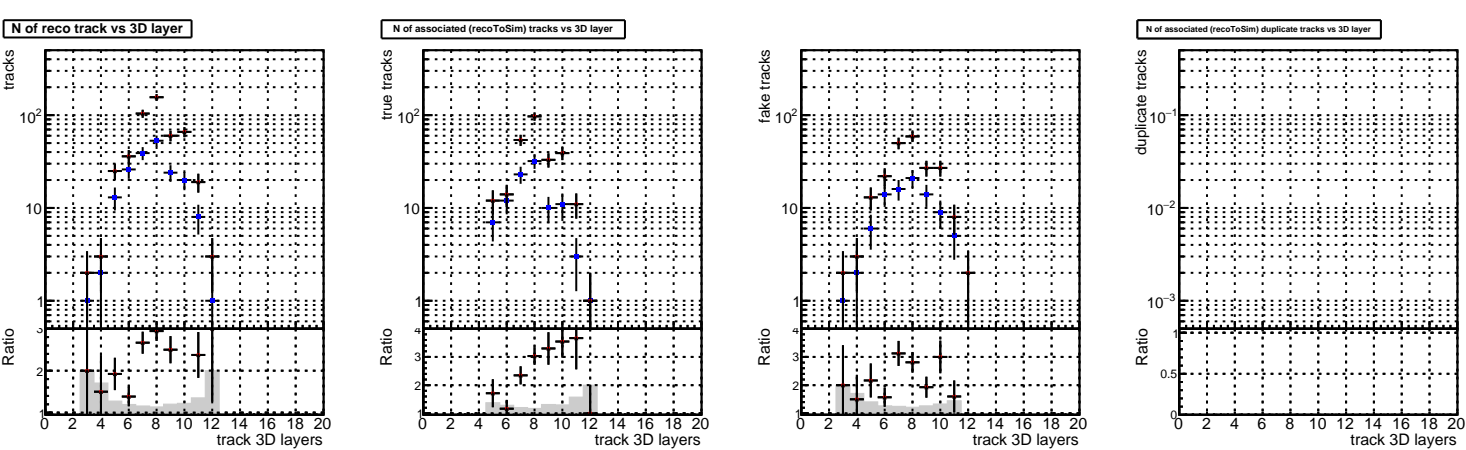 N of reco track vs 3D layer
tracks
10²
10
1
Ratio
3
2
1
0 2 4 6 8 10 12 14 16 18 20
track 3D layers
N of associated (recoToSim) tracks vs 3D layer
true tracks
10²
10
1
Ratio
4
3
2
1
0 2 4 6 8 10 12 14 16 18 20
track 3D layers
fake tracks
10²
10
1
Ratio
4
3
2
1
0 2 4 6 8 10 12 14 16 18 20
track 3D layers
N of associated (recoToSim) duplicate tracks vs 3D layer
duplicate tracks
10⁻¹
10⁻²
10⁻³
Ratio
1
0.5
0
0 2 4 6 8 10 12 14 16 18 20
track 3D layers